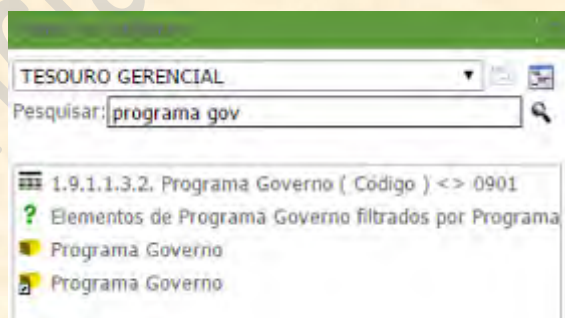 TESOURO GERENCIAL
Pesquisar: programa gov
1.9.1.1.3.2. Programa Governo ( Código ) <> 0901
? Elementos de Programa Governo filtrados por Programa
Programa Governo
Programa Governo